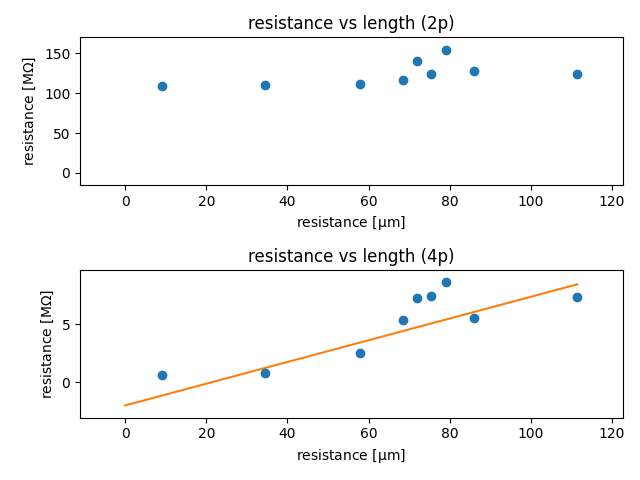 resistance vs length (2p)
150
100
50
0
resistance [MΩ]
0 20 40 60 80 100 120
resistance [µm]
resistance vs length (4p)
5
0
resistance [MΩ]
0 20 40 60 80 100 120
resistance [µm]